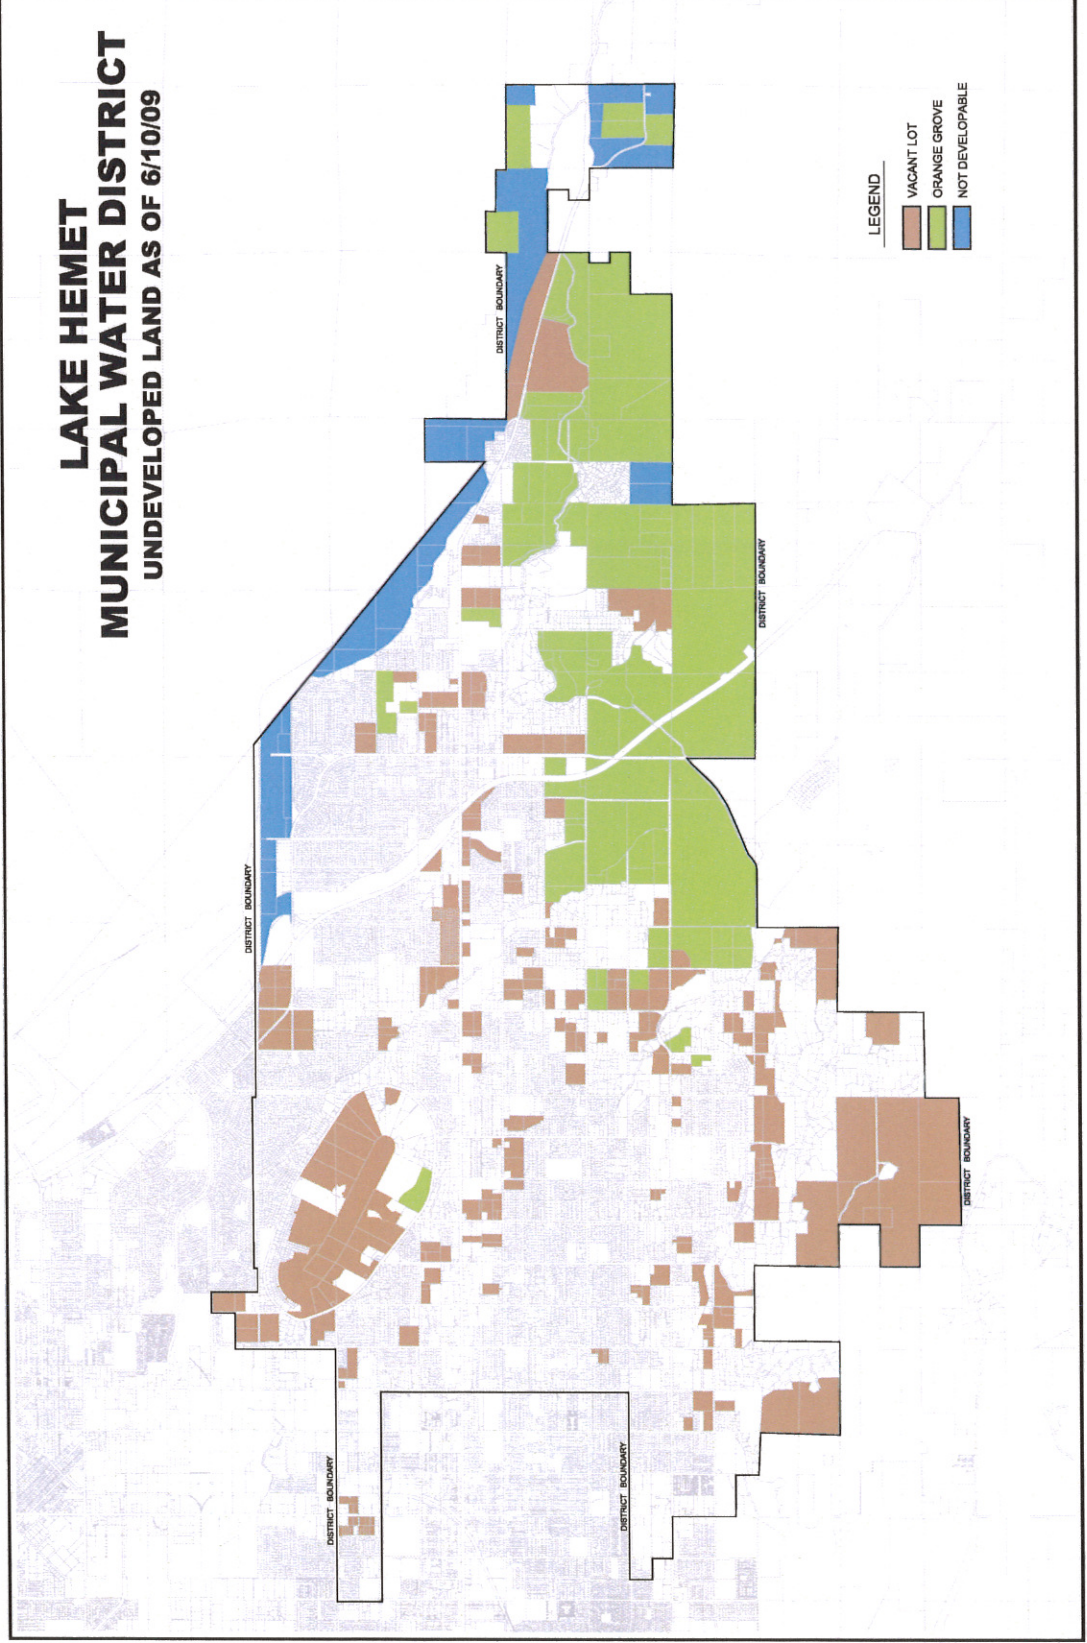 LAKE HEMET
MUNICIPAL WATER DISTRICT
UNDEVELOPED LAND AS OF 6/10/09
DISTRICT BOUNDARY
DISTRICT BOUNDARY
DISTRICT BOUNDARY
DISTRICT BOUNDARY
DISTRICT BOUNDARY
DISTRICT BOUNDARY
LEGEND
VACANT LOT
ORANGE GROVE
NOT DEVELOPABLE